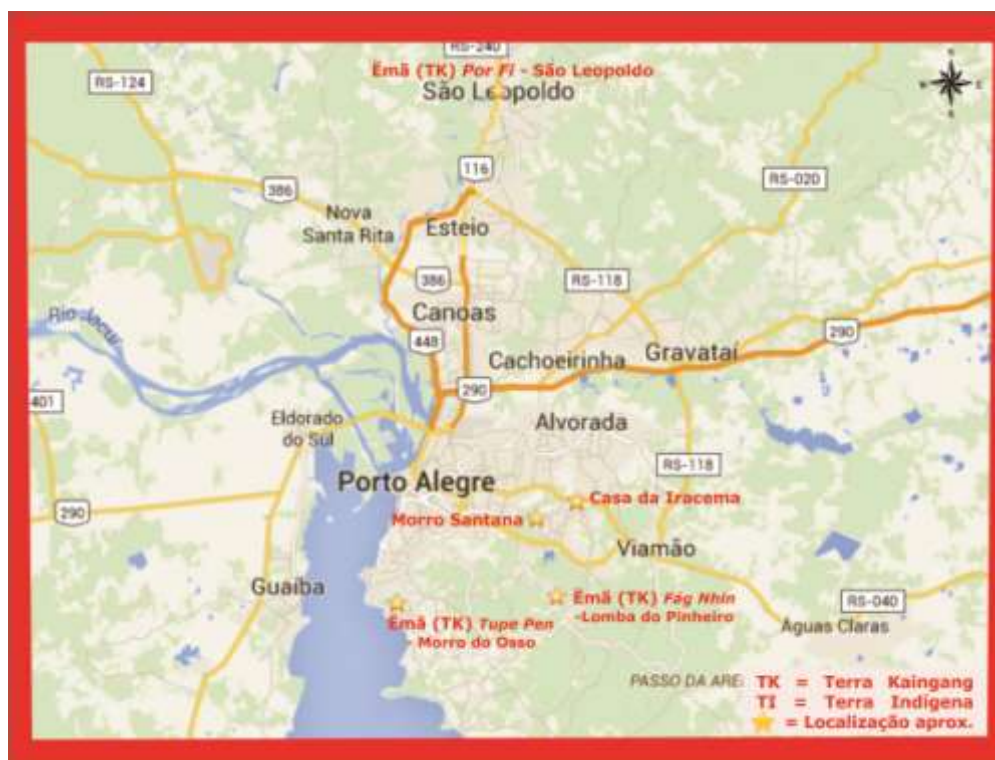 RS-240
Ẽmã (TK) Por Fi - São Leopoldo
São Leopoldo
RS-124
116
RS-020
386
Nova
Santa Rita
Esteio
386
RS-118
Canoas
Rio Jacuí
448
290
Cachoeirinha
Gravataí
290
401
Eldorado
do Sul
Alvorada
RS-118
Porto Alegre
Casa da Iracema
290
Morro Santana
Viamão
Guaíba
Ẽmã (TK) Fág Nhin
-Lomba do Pinheiro
RS-040
Ẽmã (TK) Tupe Pen
- Morro do Osso
Águas Claras
PASSO DA ARE
TK = Terra Kaingang
TI = Terra Indígena
= Localização aprox.